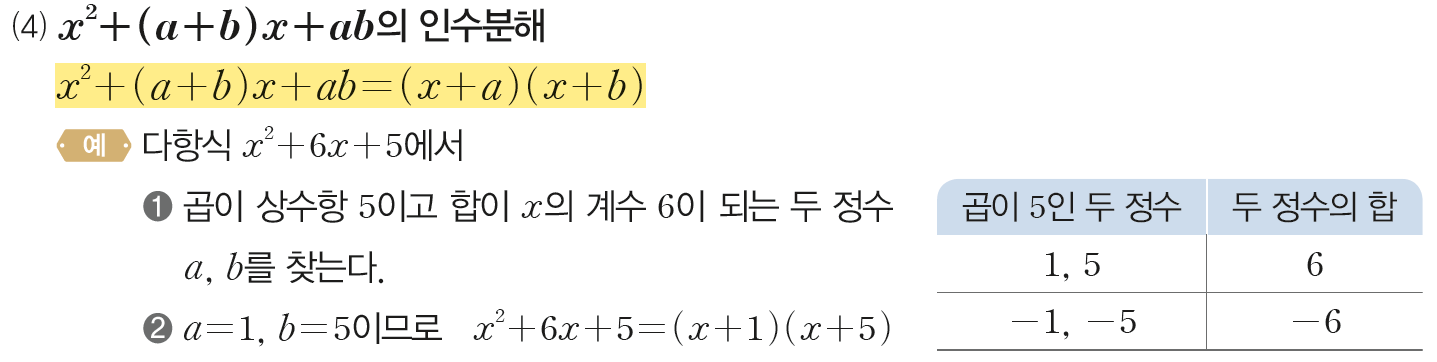 (4) x²+(a+b)x+ab의 인수분해
x²+(a+b)x+ab=(x+a)(x+b)
예 다항식 x²+6x+5에서
❶ 곱이 상수항 5이고 합이 x의 계수 6이 되는 두 정수
a, b를 찾는다.
❷ a=1, b=5이므로 x²+6x+5=(x+1)(x+5)
곱이 5인 두 정수 두 정수의 합
1, 5 6
-1, -5 -6